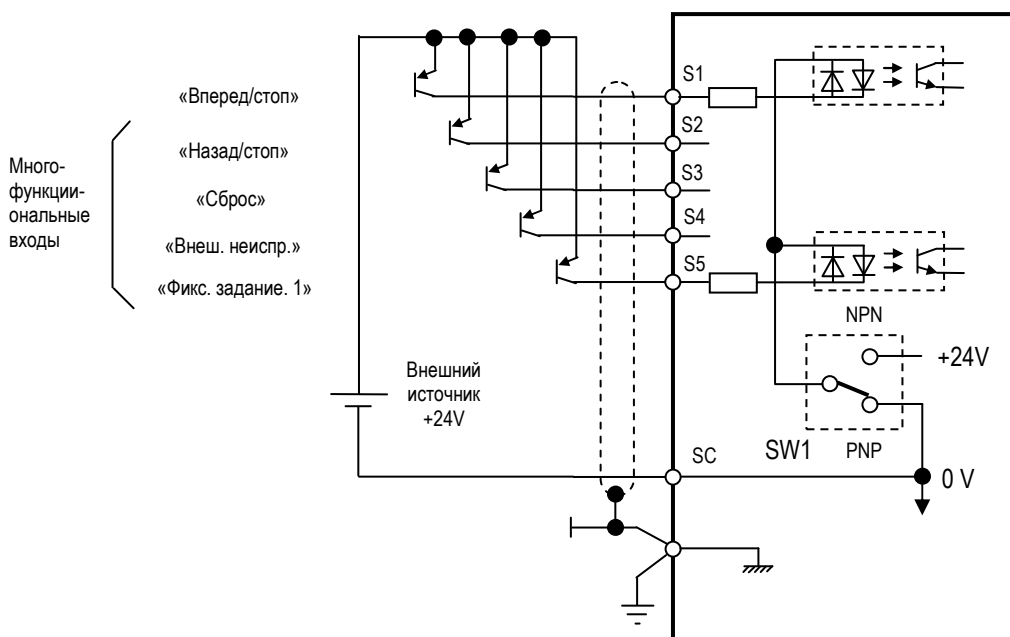 «Вперед/стоп»
Много-
функци-
ональные
входы
«Назад/стоп»
«Сброс»
«Внеш. неиспр.»
«Фикс. задание. 1»
Внешний
источник
+24V
S1
S2
S3
S4
S5
SC
NPN
+24V
SW1
PNP
0 V